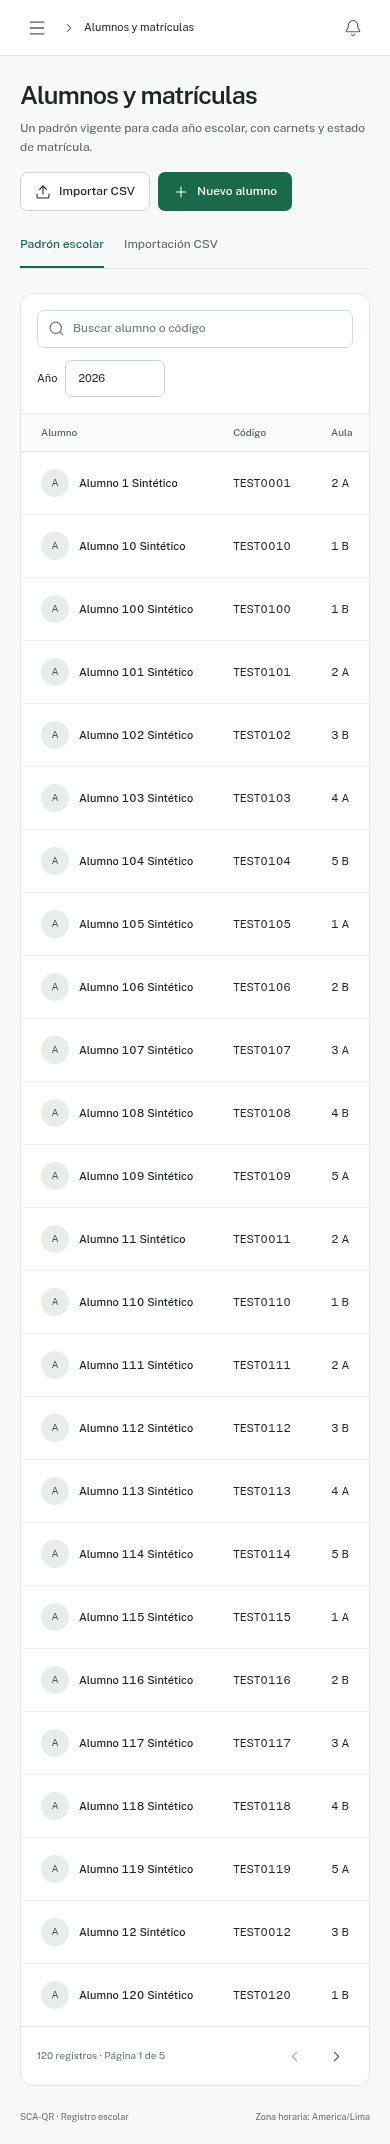 Alumnos y matrículas
Alumnos y matrículas
Un padrón vigente para cada año escolar, con carnets y estado
de matrícula.
Importar CSV
Nuevo alumno
Padrón escolar Importación CSV
Buscar alumno o código
Año 2026
Alumno Código Aula
A Alumno 1 Sintético TEST0001 2 A
A Alumno 10 Sintético TEST0010 1 B
A Alumno 100 Sintético TEST0100 1 B
A Alumno 101 Sintético TEST0101 2 A
A Alumno 102 Sintético TEST0102 3 B
A Alumno 103 Sintético TEST0103 4 A
A Alumno 104 Sintético TEST0104 5 B
A Alumno 105 Sintético TEST0105 1 A
A Alumno 106 Sintético TEST0106 2 B
A Alumno 107 Sintético TEST0107 3 A
A Alumno 108 Sintético TEST0108 4 B
A Alumno 109 Sintético TEST0109 5 A
A Alumno 11 Sintético TEST0011 2 A
A Alumno 110 Sintético TEST0110 1 B
A Alumno 111 Sintético TEST0111 2 A
A Alumno 112 Sintético TEST0112 3 B
A Alumno 113 Sintético TEST0113 4 A
A Alumno 114 Sintético TEST0114 5 B
A Alumno 115 Sintético TEST0115 1 A
A Alumno 116 Sintético TEST0116 2 B
A Alumno 117 Sintético TEST0117 3 A
A Alumno 118 Sintético TEST0118 4 B
A Alumno 119 Sintético TEST0119 5 A
A Alumno 12 Sintético TEST0012 3 B
A Alumno 120 Sintético TEST0120 1 B
120 registros · Página 1 de 5
SCA-QR · Registro escolar Zona horaria: America/Lima